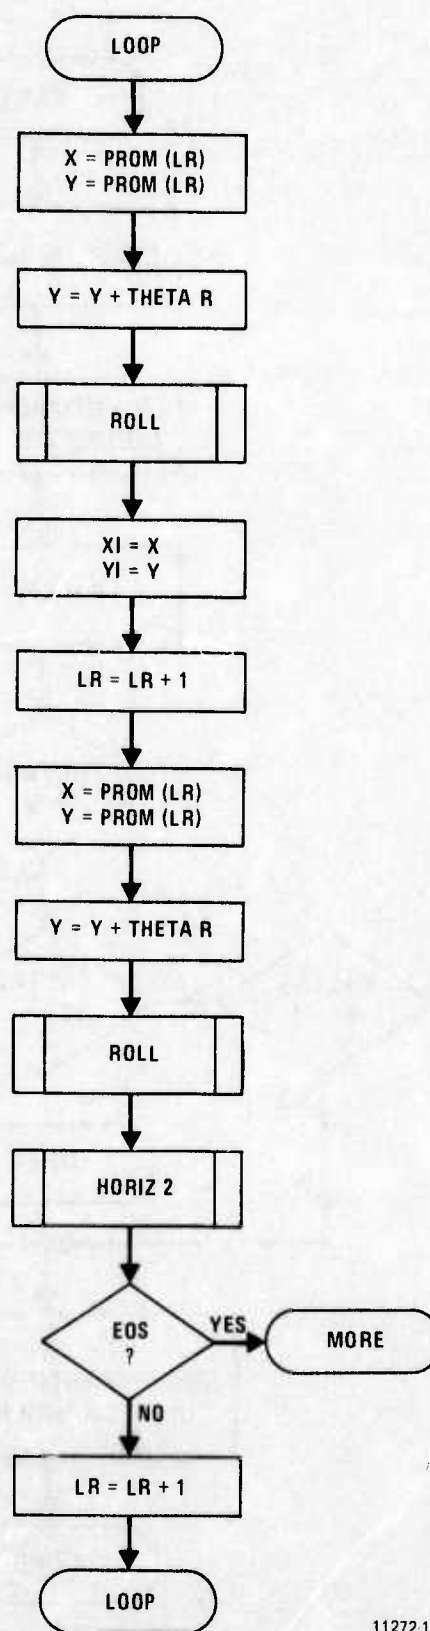 LOOP
X = PROM (LR)
Y = PROM (LR)
Y = Y + THETA R
ROLL
XI = X
YI = Y
LR = LR + 1
X = PROM (LR)
Y = PROM (LR)
Y = Y + THETA R
ROLL
HORIZ 2
EOS
?
YES
MORE
NO
LR = LR + 1
LOOP
11272-1